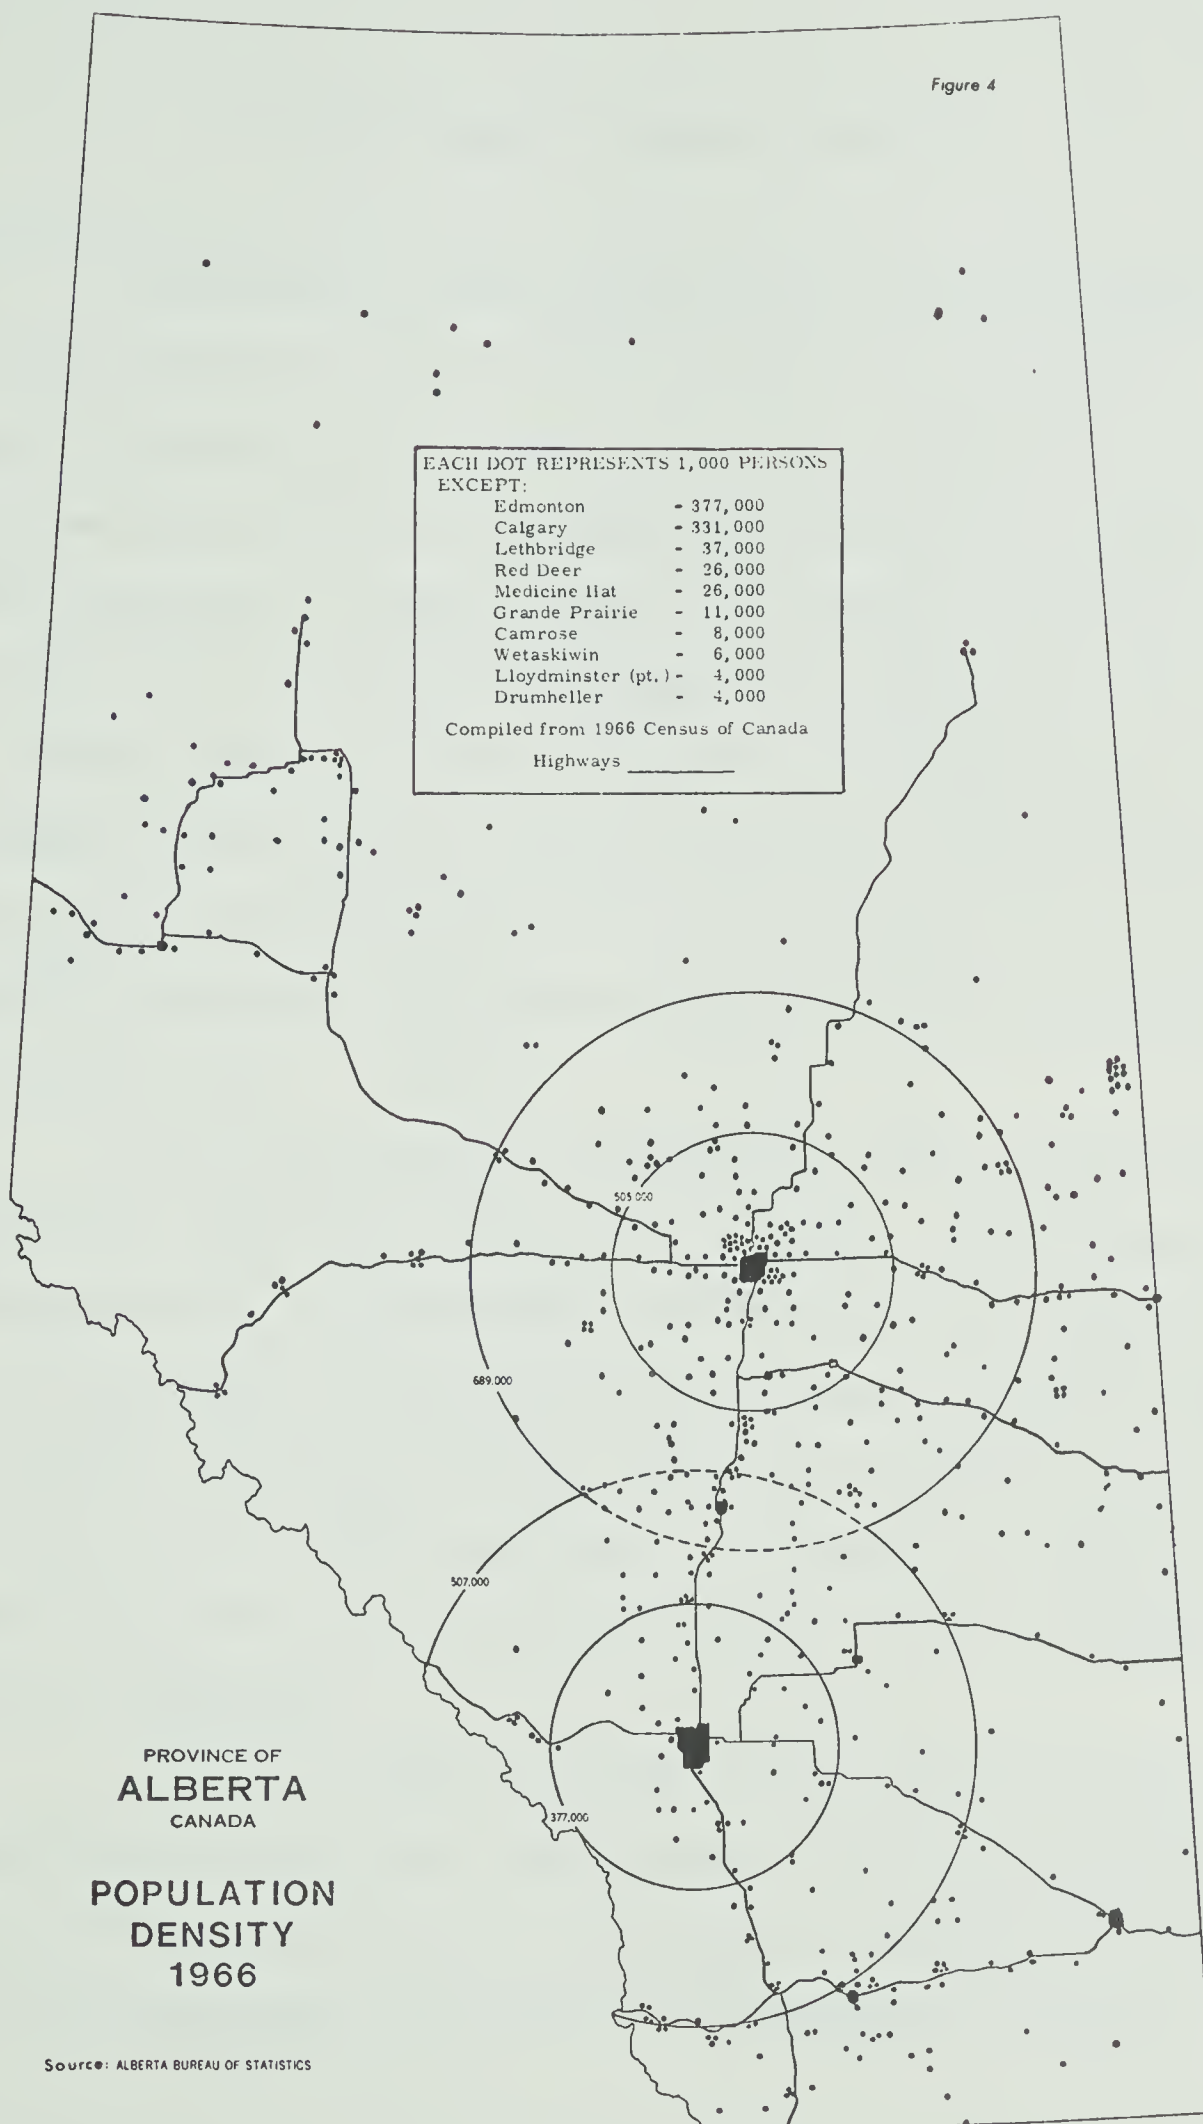 Figure 4
EACH DOT REPRESENTS 1,000 PERSONS
EXCEPT:
Edmonton - 377,000
Calgary - 331,000
Lethbridge - 37,000
Red Deer - 26,000
Medicine Hat - 26,000
Grande Prairie - 11,000
Camrose - 8,000
Wetaskiwin - 6,000
Lloydminster (pt.) - 4,000
Drumheller - 4,000
Compiled from 1966 Census of Canada
Highways
505,000
689,000
507,000
377,000
PROVINCE OF
ALBERTA
CANADA
POPULATION
DENSITY
1966
Source: ALBERTA BUREAU OF STATISTICS